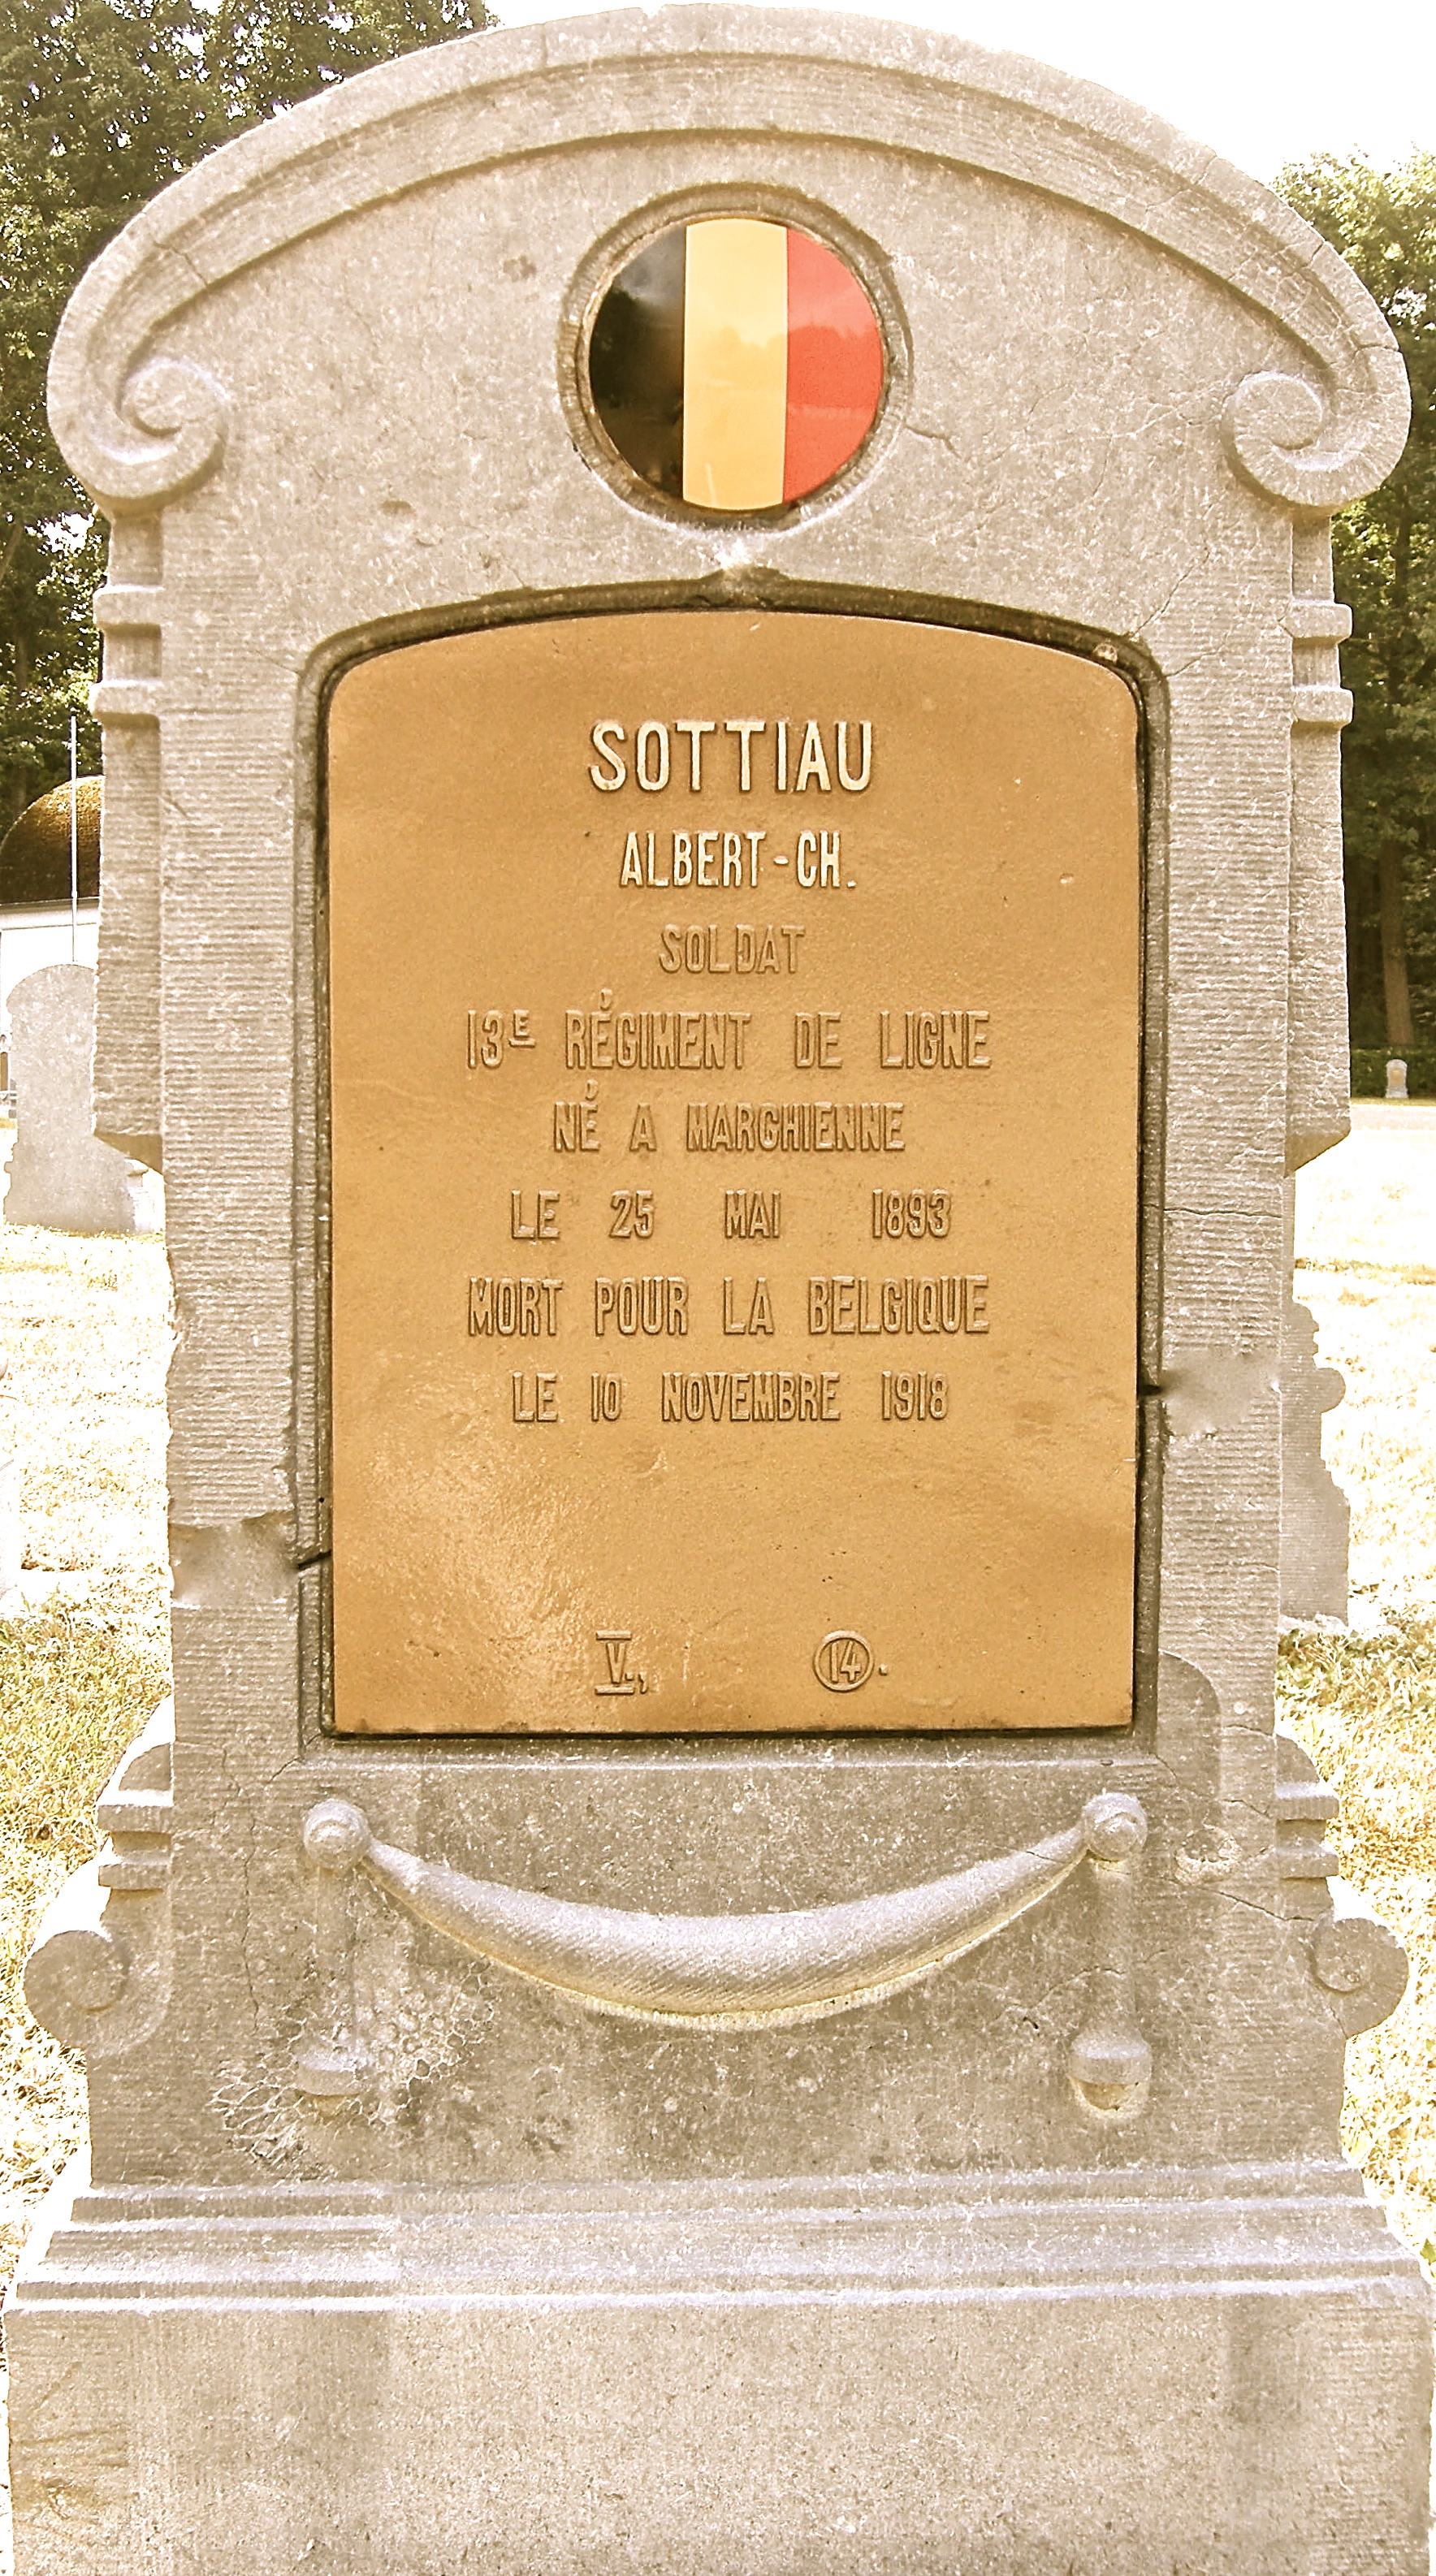 SOTTIAU
ALBERT-CH.
SOLDAT
13E RÉGIMENT DE LIGNE
NÉ A MARCHIENNE
LE 25 MAI 1893
MORT POUR LA BELGIQUE
LE 10 NOVEMBRE 1918
V., 14.